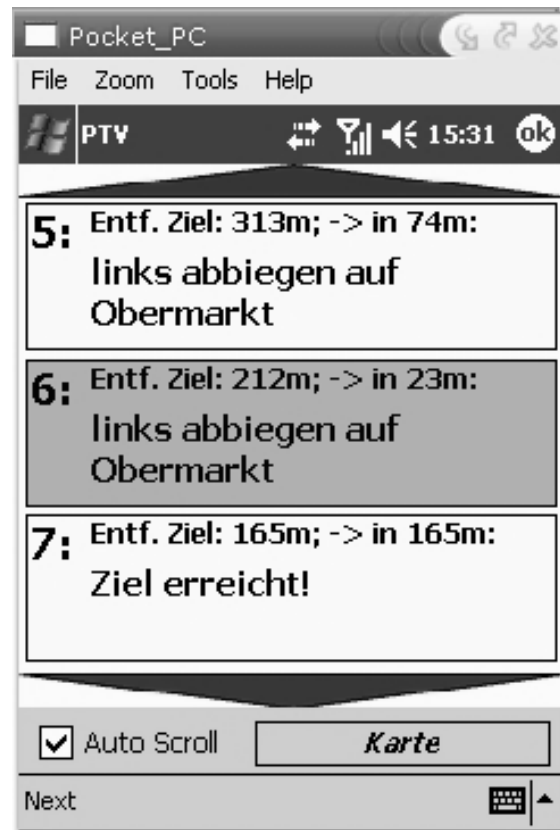 Pocket_PC
File Zoom Tools Help
PTV 15:31 ok
5: Entf. Ziel: 313m; -> in 74m:
links abbiegen auf
Obermarkt
6: Entf. Ziel: 212m; -> in 23m:
links abbiegen auf
Obermarkt
7: Entf. Ziel: 165m; -> in 165m:
Ziel erreicht!
Auto Scroll Karte
Next